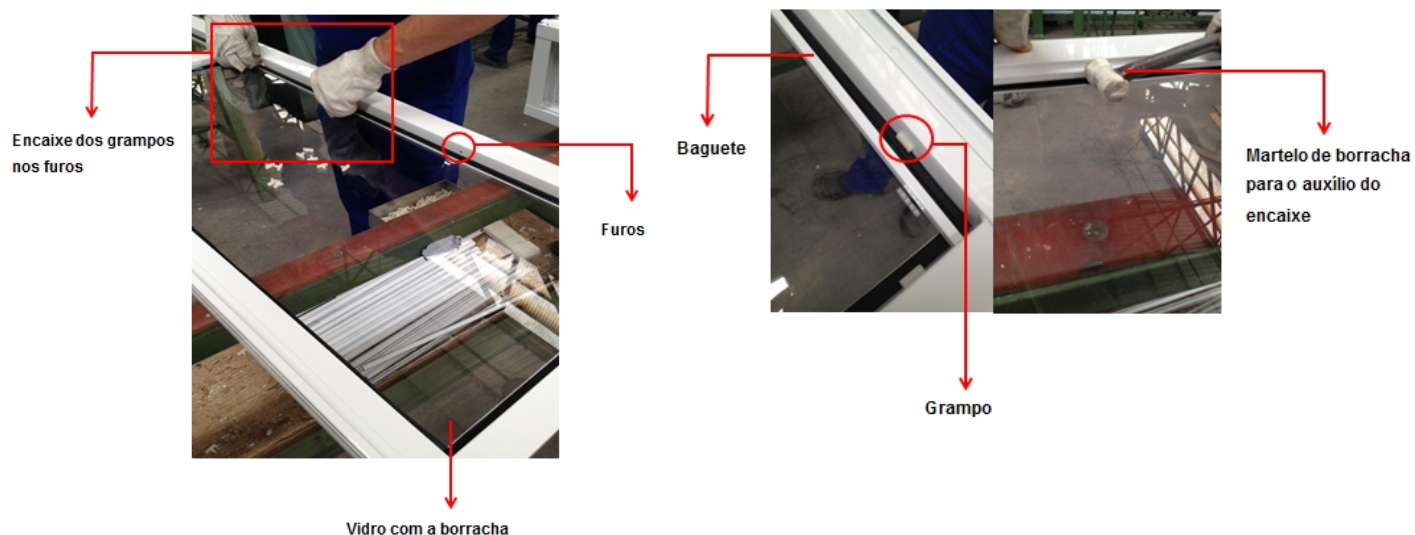 Encaixe dos grampos
nos furos
Furos
Vidro com a borracha
Baguete
Grampo
Martelo de borracha
para o auxílio do
encaixe